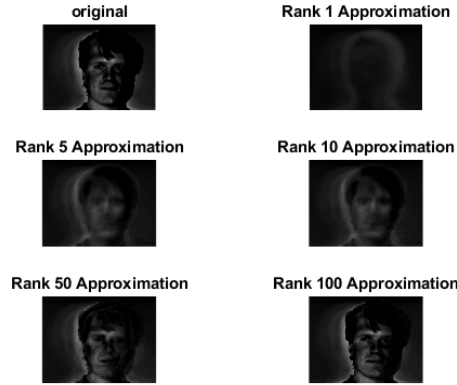 original
Rank 1 Approximation
Rank 5 Approximation
Rank 10 Approximation
Rank 50 Approximation
Rank 100 Approximation